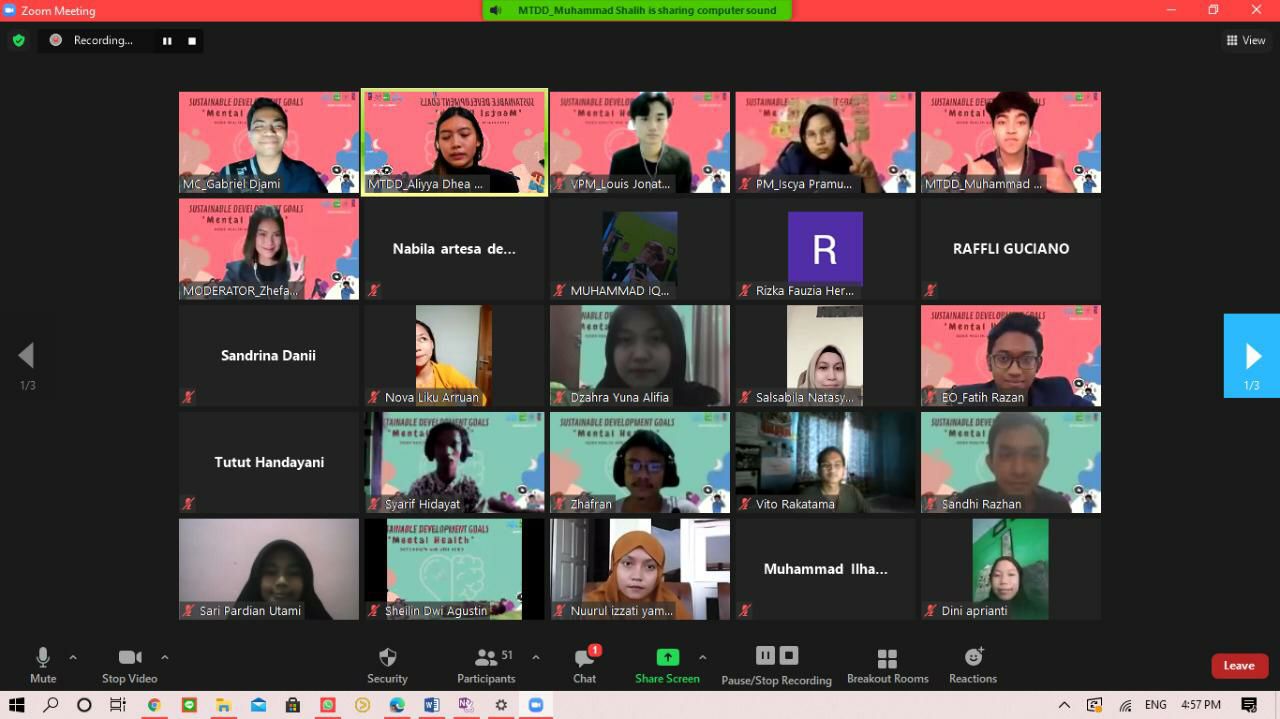 Zoom Meeting
MTDD_Muhammad Shalih is sharing computer sound
Recording...
View
SUSTAINABLE DEVELOPMENT GOALS
"Mental Health"
MC_Gabriel Djami
MTDD_Aliyya Dhea ...
VPM_Louis Jonat...
PM_Iscya Pramu...
MTDD_Muhammad ...
MODERATOR_Zhefa...
Nabila artesa de...
MUHAMMAD IQ...
R
Rizka Fauzia Her...
RAFFLI GUCIANO
Sandrina Danii
Nova Liku Arruan
Dzahra Yuna Alifia
Salsabila Natasy...
EO_Fatih Razan
1/3
1/3
Tutut Handayani
Syarif Hidayat
Zhafran
Vito Rakatama
Sandhi Razhan
Sari Pardian Utami
Sheilin Dwi Agustin
Nuurul izzati yam...
Muhammad Ilha...
Dini aprianti
Mute
Stop Video
Security
Participants
51
Chat
1
Share Screen
Pause/Stop Recording
Breakout Rooms
Reactions
Leave
ENG
4:57 PM